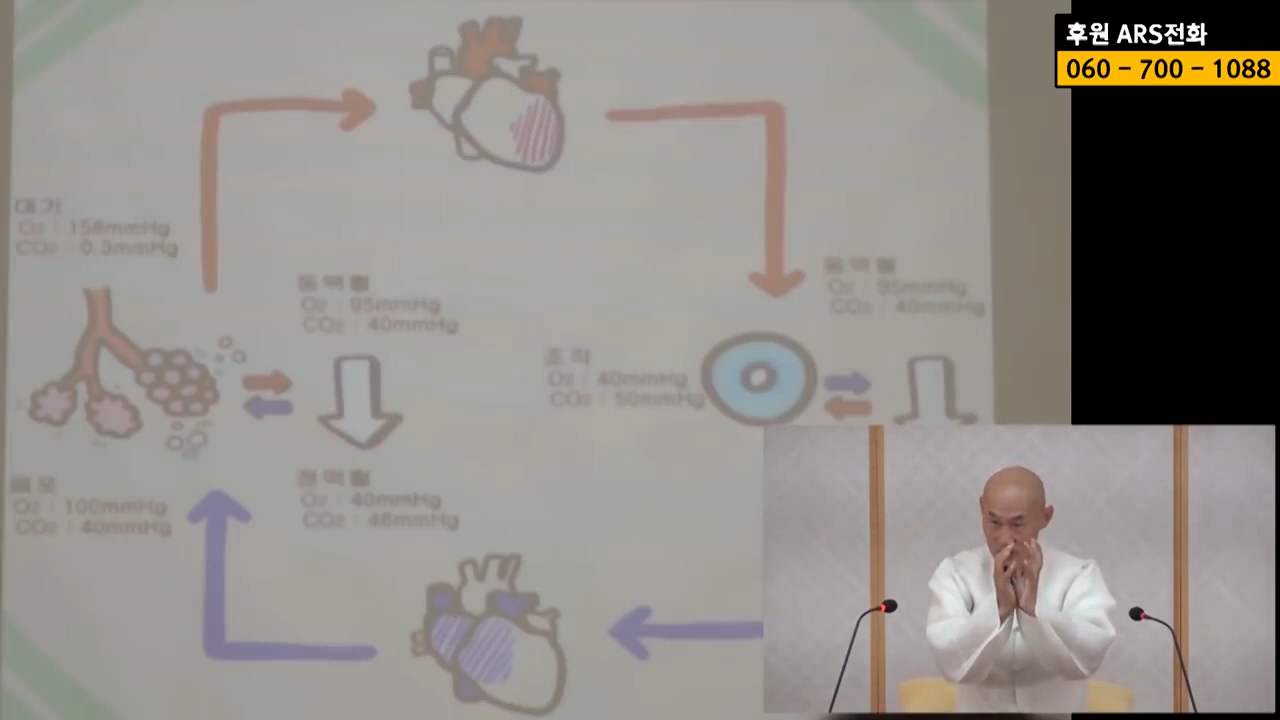 후원 ARS전화
060 - 700 - 1088
대기
O₂ : 158mmHg
CO₂ : 0.3mmHg
동맥혈
O₂ : 95mmHg
CO₂ : 40mmHg
동맥혈
O₂ : 95mmHg
CO₂ : 40mmHg
조직
O₂ : 40mmHg
CO₂ : 50mmHg
폐포
O₂ : 100mmHg
CO₂ : 40mmHg
정맥혈
O₂ : 40mmHg
CO₂ : 46mmHg